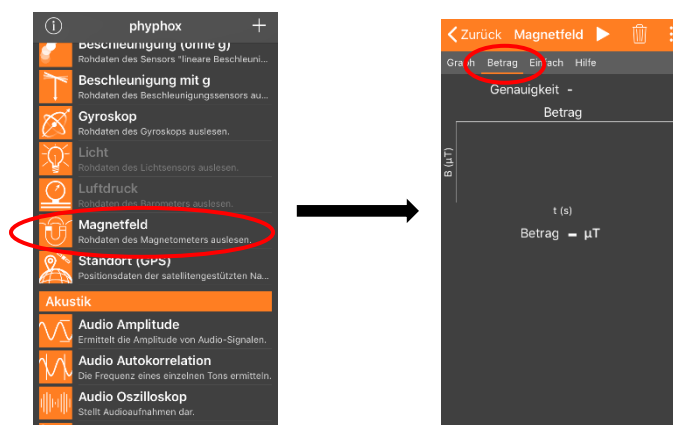 phyphox
Beschleunigung (ohne g)
Rohdaten des Sensors "lineare Beschleuni...
Beschleunigung mit g
Rohdaten des Beschleunigungssensors au...
Gyroskop
Rohdaten des Gyroskops auslesen.
Licht
Rohdaten des Lichtsensors auslesen.
Luftdruck
Rohdaten des Barometers auslesen.
Magnetfeld
Rohdaten des Magnetometers auslesen.
Standort (GPS)
Positionsdaten der satellitengestützten Na...
Akustik
Audio Amplitude
Ermittelt die Amplitude von Audio-Signalen.
Audio Autokorrelation
Die Frequenz eines einzelnen Tons ermitteln.
Audio Oszilloskop
Stellt Audioaufnahmen dar.
Zurück Magnetfeld
Graph Betrag Einfach Hilfe
Genauigkeit -
Betrag
B (µT)
t (s)
Betrag – µT